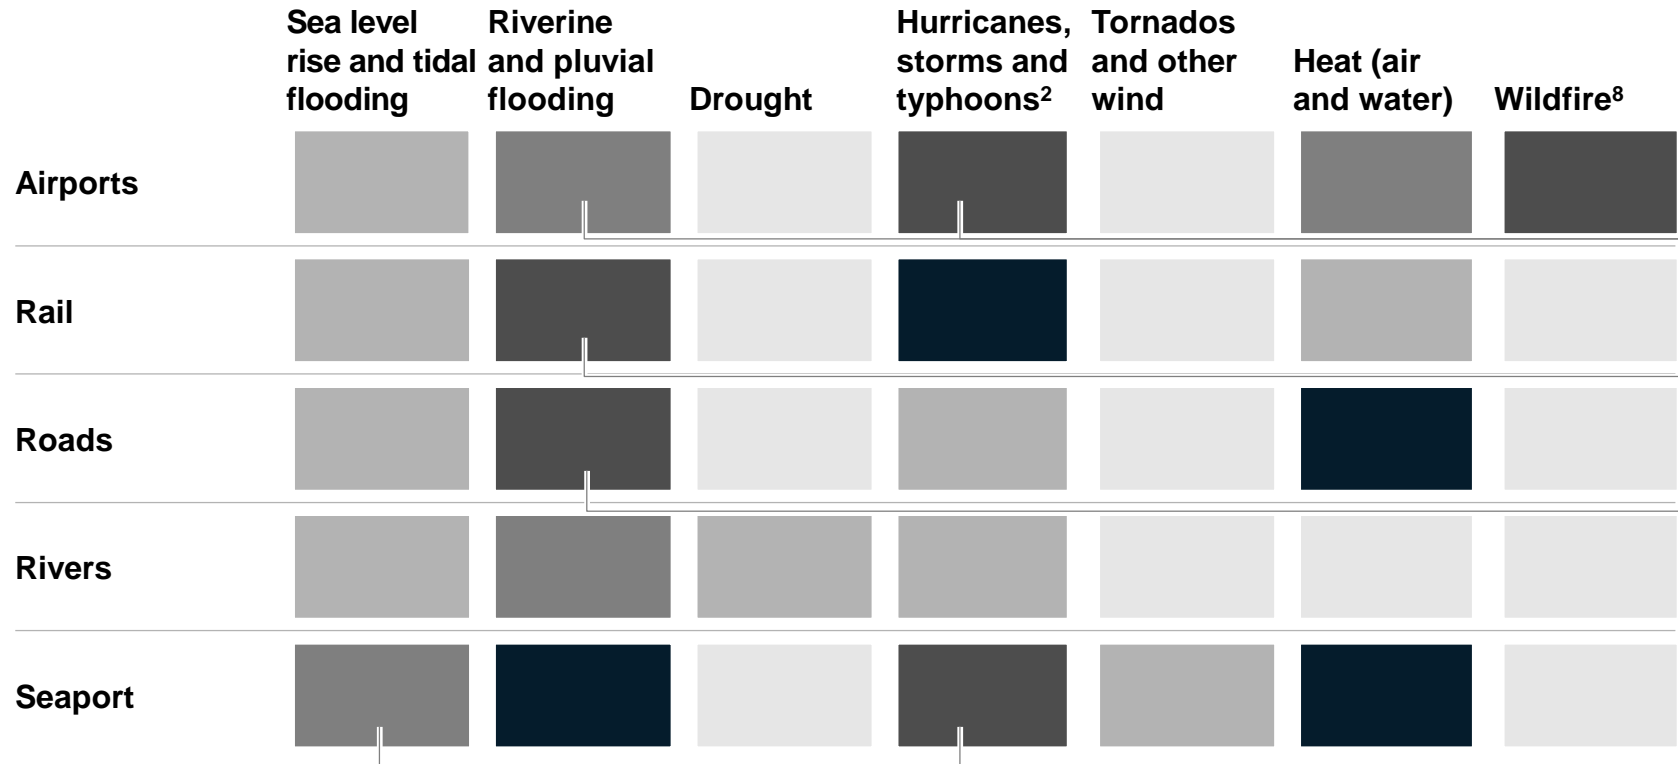 Sea level
rise and tidal
flooding
Riverine
and pluvial
flooding
Drought
Hurricanes,
storms and
typhoons²
Tornados
and other
wind
Heat (air
and water)
Wildfire⁸
Airports
Rail
Roads
Rivers
Seaport